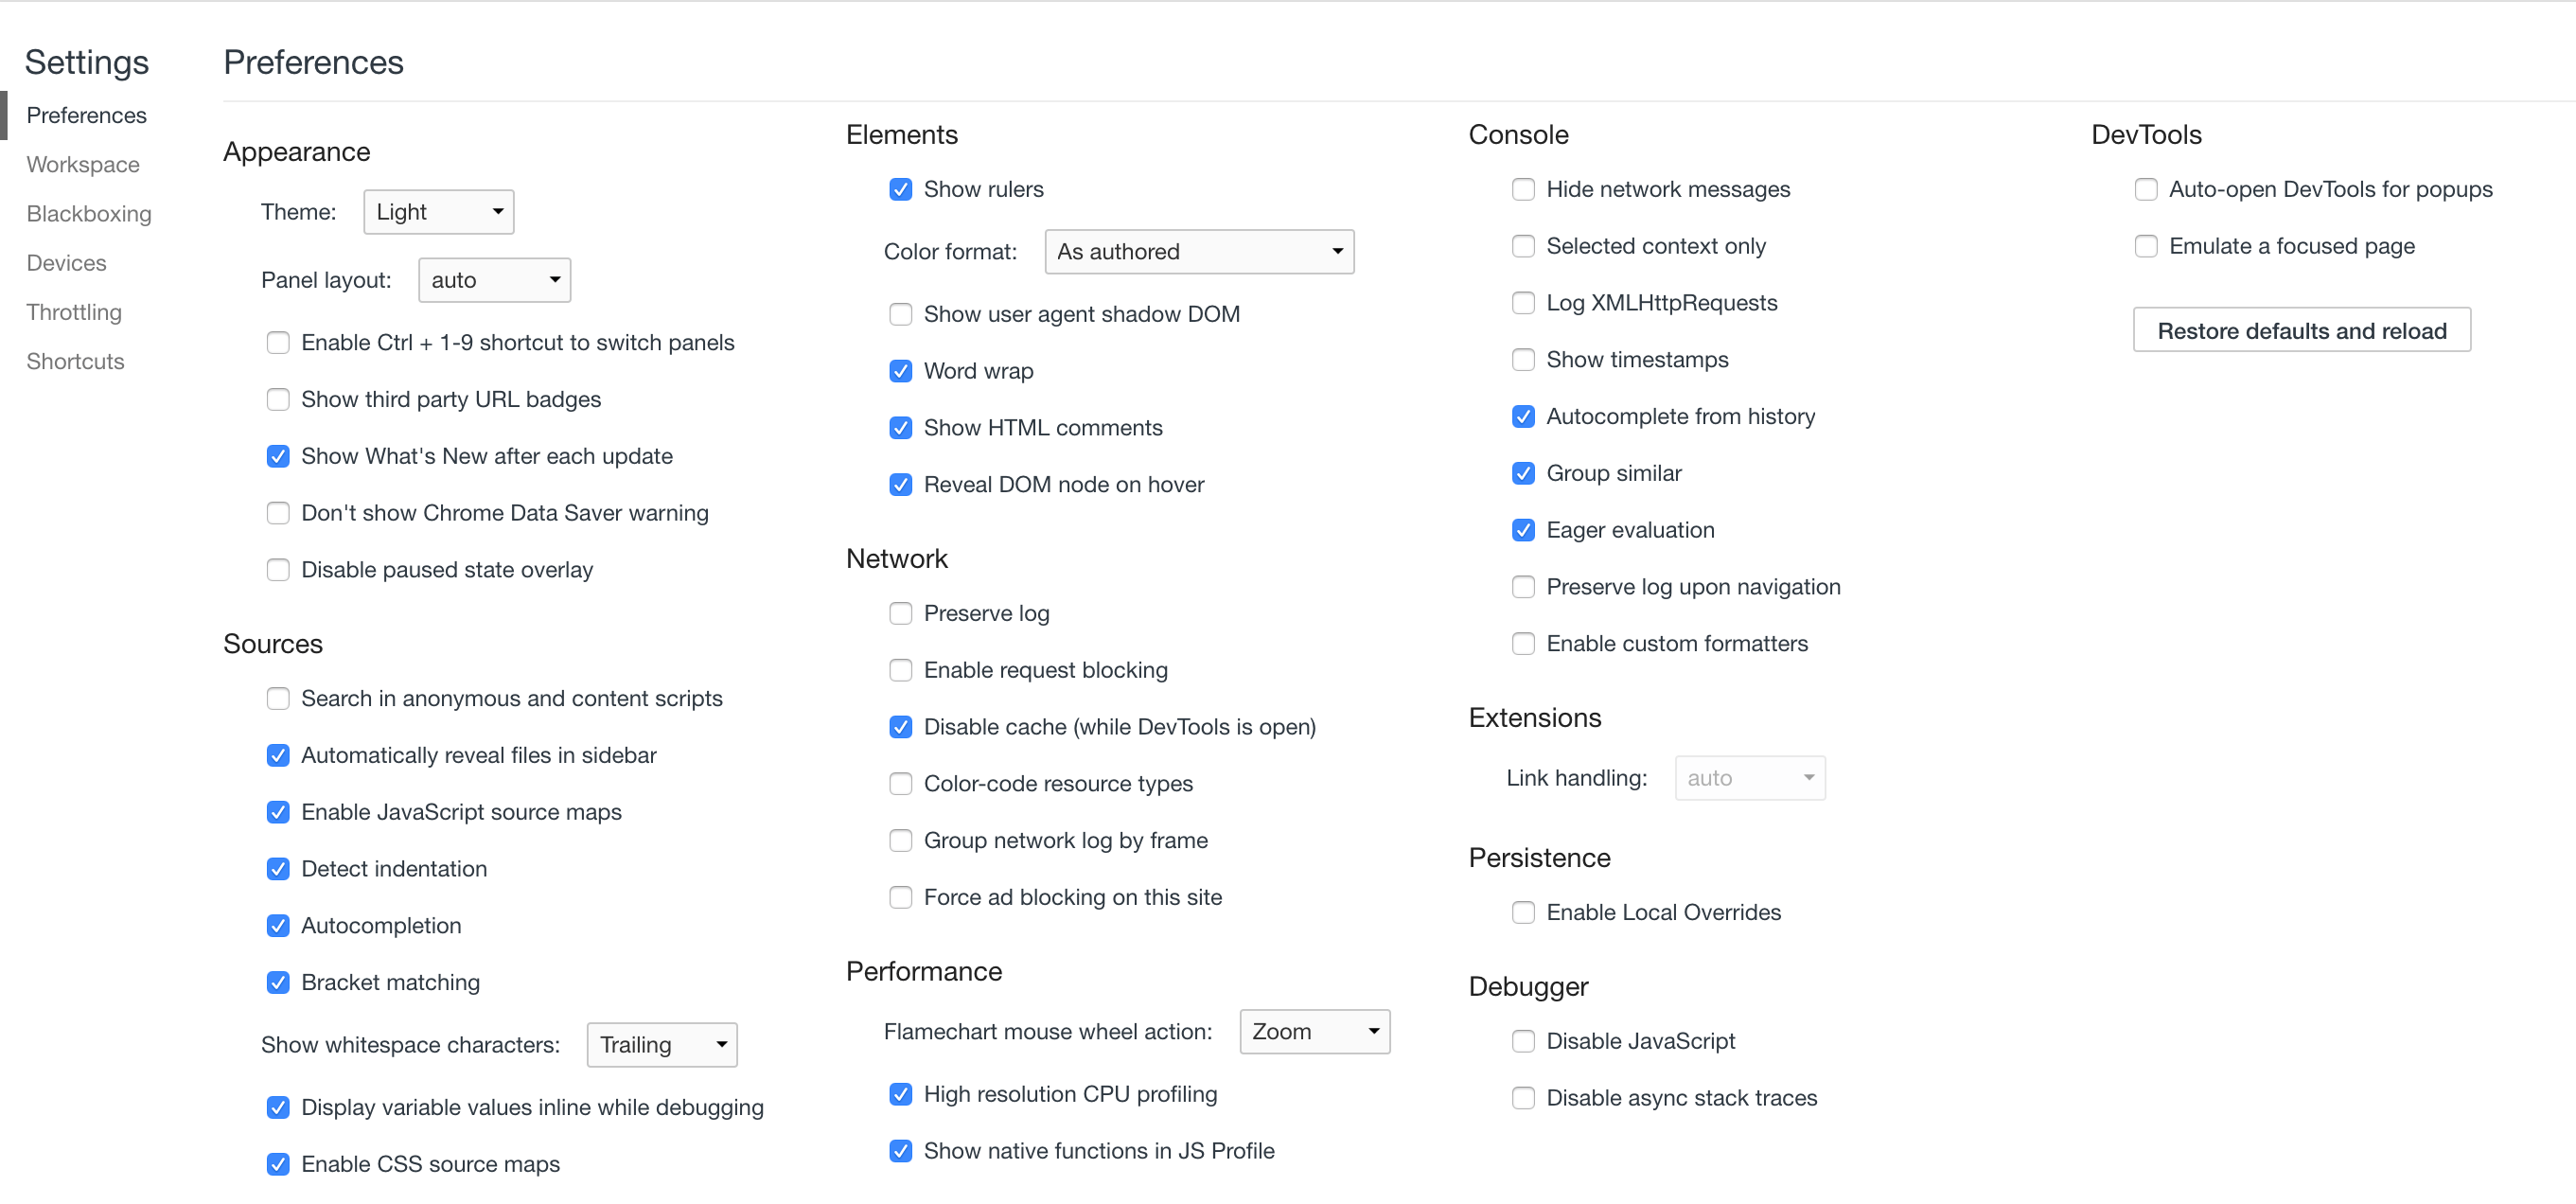 Settings
Preferences
Workspace
Blackboxing
Devices
Throttling
Shortcuts
Preferences
Appearance
Theme: Light
Panel layout: auto
Enable Ctrl + 1-9 shortcut to switch panels
Show third party URL badges
Show What's New after each update
Don't show Chrome Data Saver warning
Disable paused state overlay
Sources
Search in anonymous and content scripts
Automatically reveal files in sidebar
Enable JavaScript source maps
Detect indentation
Autocompletion
Bracket matching
Show whitespace characters: Trailing
Display variable values inline while debugging
Enable CSS source maps
Elements
Show rulers
Color format: As authored
Show user agent shadow DOM
Word wrap
Show HTML comments
Reveal DOM node on hover
Network
Preserve log
Enable request blocking
Disable cache (while DevTools is open)
Color-code resource types
Group network log by frame
Force ad blocking on this site
Performance
Flamechart mouse wheel action: Zoom
High resolution CPU profiling
Show native functions in JS Profile
Console
Hide network messages
Selected context only
Log XMLHttpRequests
Show timestamps
Autocomplete from history
Group similar
Eager evaluation
Preserve log upon navigation
Enable custom formatters
Extensions
Link handling: auto
Persistence
Enable Local Overrides
Debugger
Disable JavaScript
Disable async stack traces
DevTools
Auto-open DevTools for popups
Emulate a focused page
Restore defaults and reload